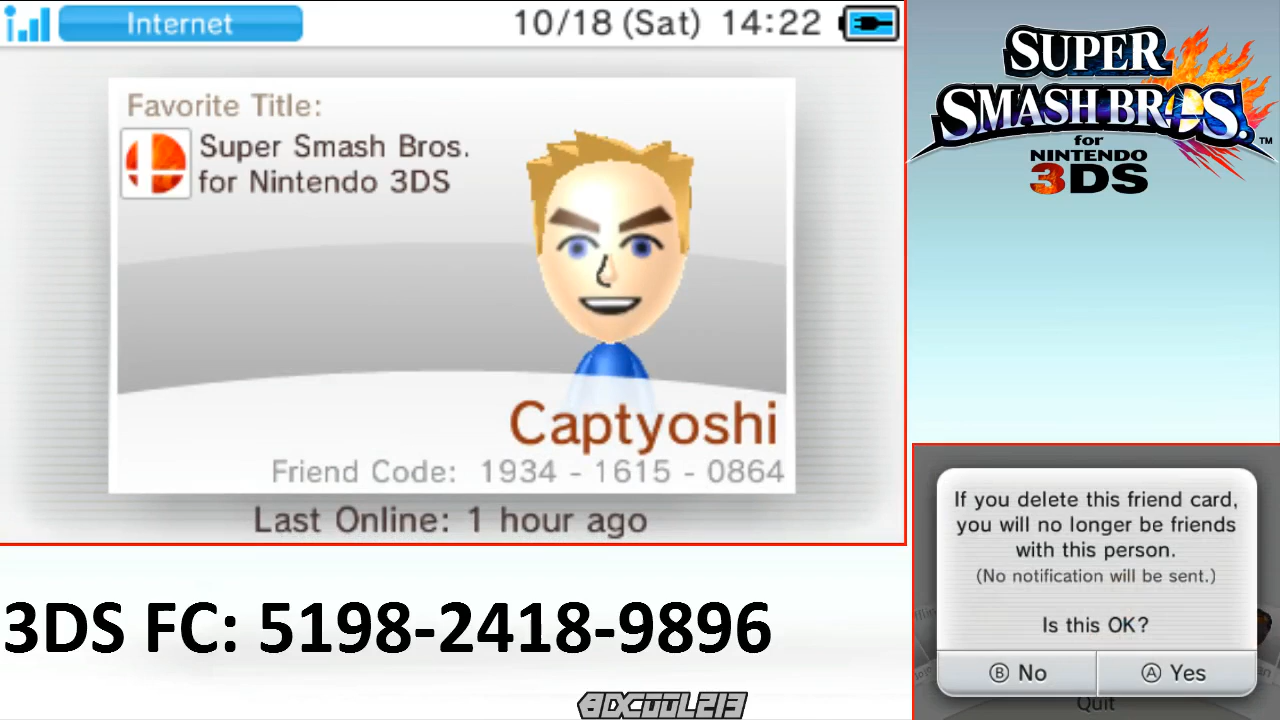 Internet
10/18 (Sat) 14:22
Favorite Title:
Super Smash Bros.
for Nintendo 3DS
Captyoshi
Friend Code: 1934 - 1615 - 0864
Last Online: 1 hour ago
3DS FC: 5198-2418-9896
SUPER
SMASH BROS.™
for
NINTENDO
3DS
If you delete this friend card,
you will no longer be friends
with this person.
(No notification will be sent.)
Is this OK?
Ⓑ No
Ⓐ Yes
Quit